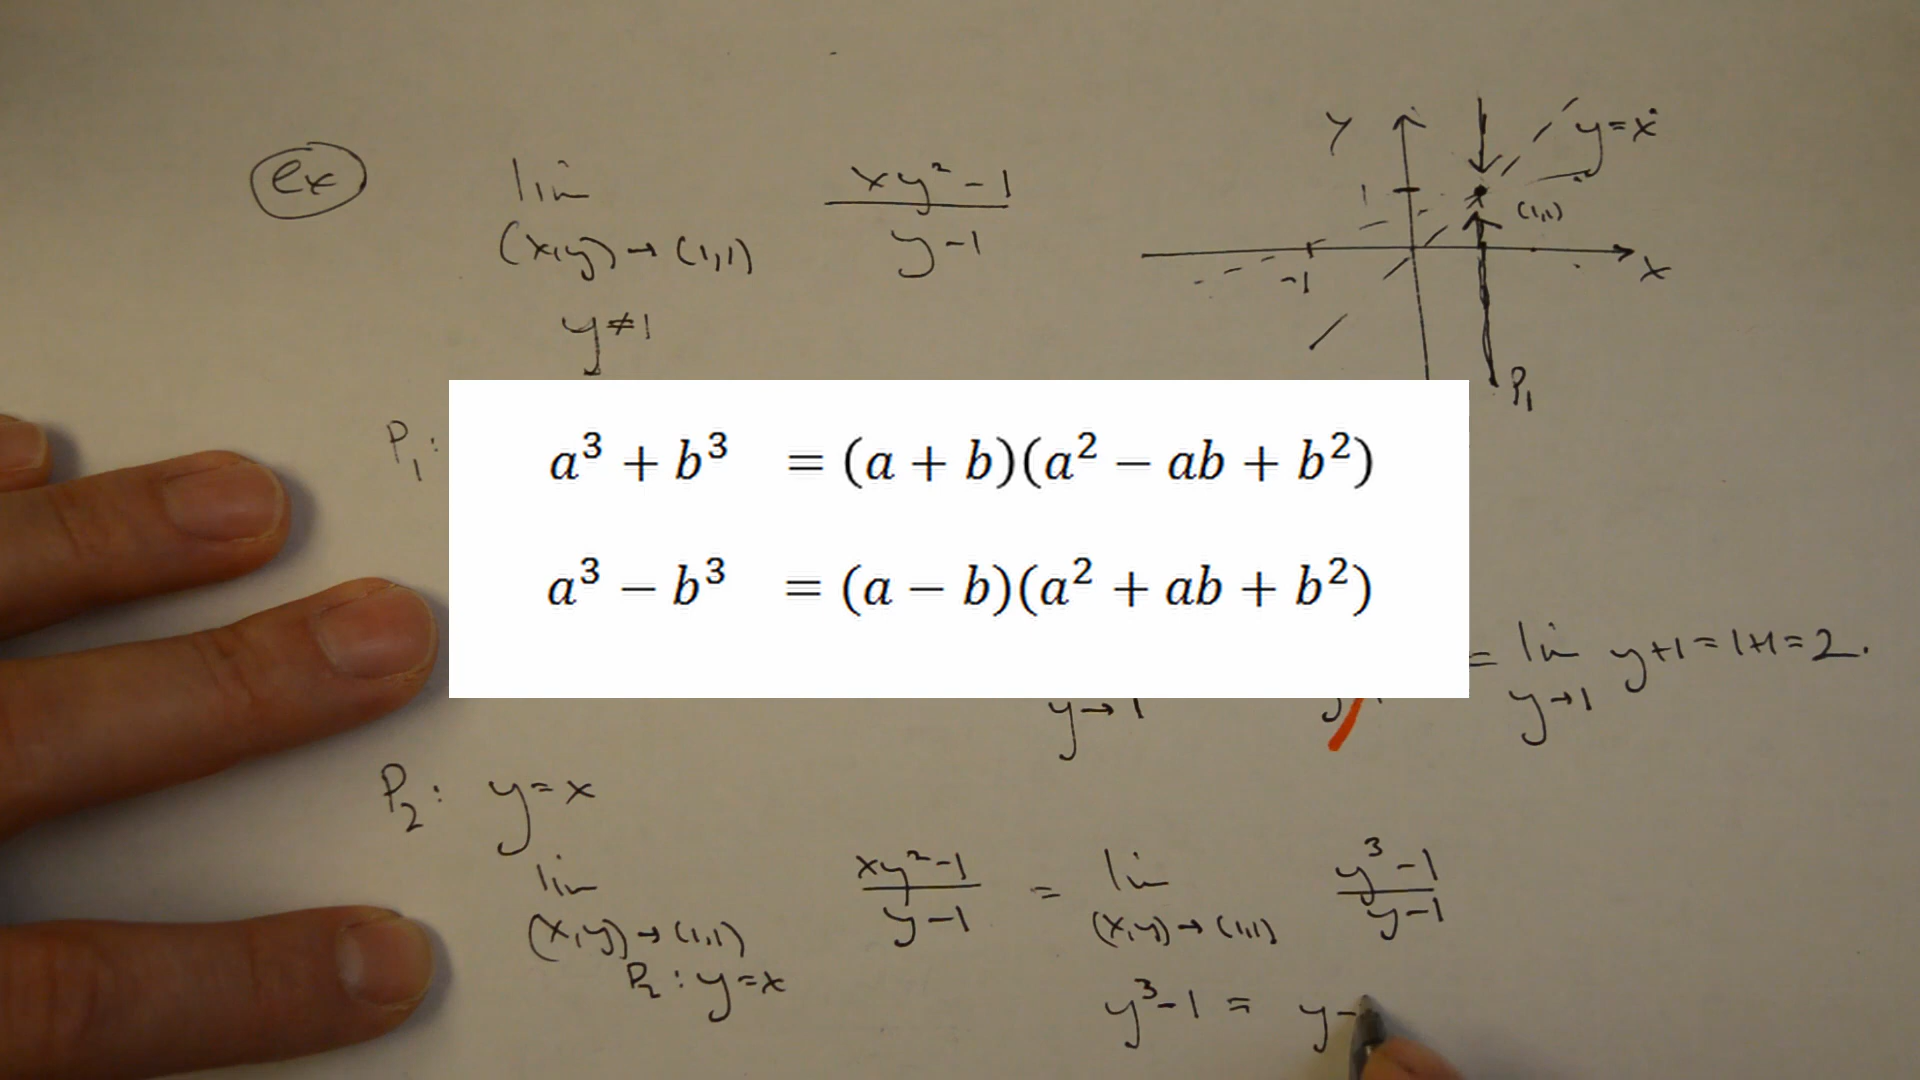 ex lim xy²-1
(x,y)→(1,1) y-1
y≠1
y y=x
1 (1,1)
-1 x
P₁
P₁:
a³ + b³ = (a + b)(a² − ab + b²)
a³ − b³ = (a − b)(a² + ab + b²)
= lim y+1=1+1=2.
y→1 y→1
P₂: y=x
lim xy²-1 = lim y³-1
(x,y)→(1,1) y-1 (x,y)→(1,1) y-1
P₂: y=x
y³-1 = y-